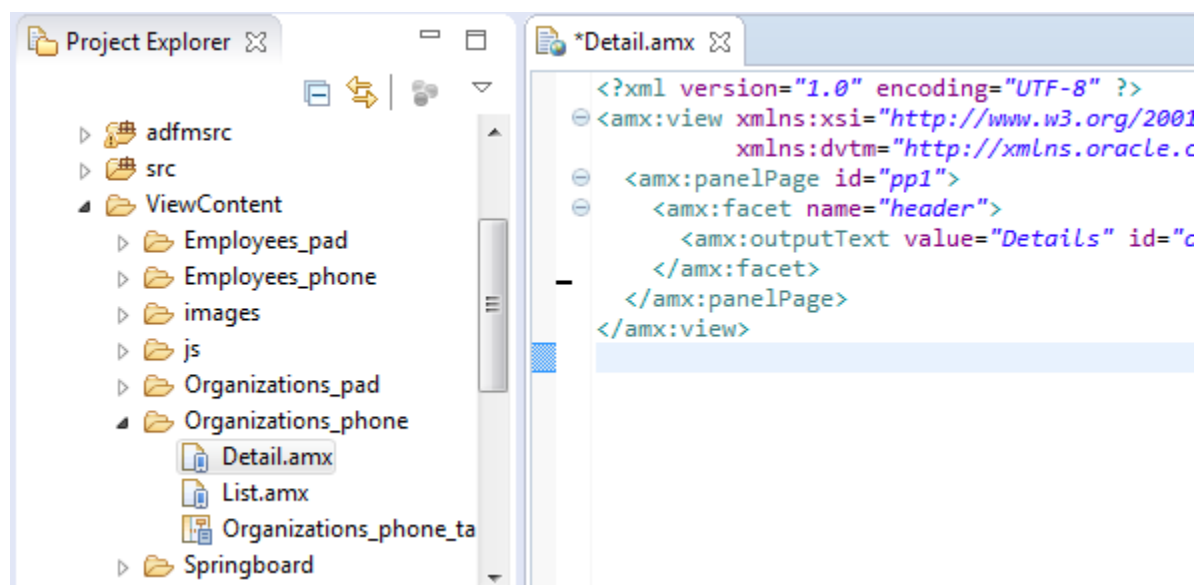 Project Explorer
adfmsrc
src
ViewContent
Employees_pad
Employees_phone
images
js
Organizations_pad
Organizations_phone
Detail.amx
List.amx
Organizations_phone_ta
Springboard
*Detail.amx
<?xml version="1.0" encoding="UTF-8" ?>
<amx:view xmlns:xsi="http://www.w3.org/2001
xmlns:dvtm="http://xmlns.oracle.c
<amx:panelPage id="pp1">
<amx:facet name="header">
<amx:outputText value="Details" id="o
</amx:facet>
</amx:panelPage>
</amx:view>